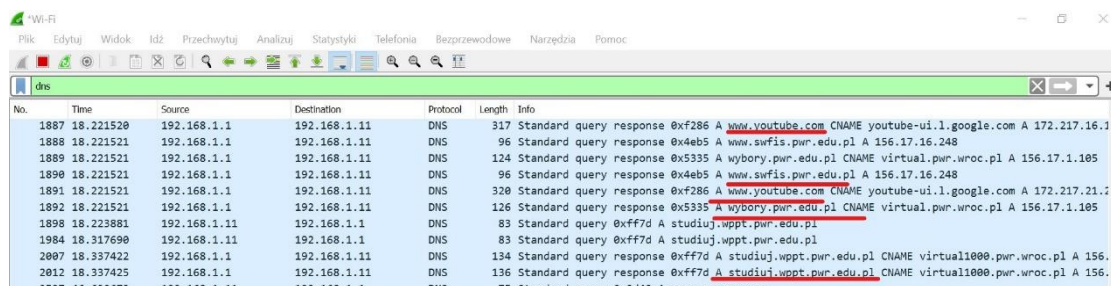 *Wi-Fi
Plik Edytuj Widok Idź Przechwytuj Analizuj Statystyki Telefonia Bezprzewodowe Narzędzia Pomoc
dns
No. Time Source Destination Protocol Length Info
1887 18.221520 192.168.1.1 192.168.1.11 DNS 317 Standard query response 0xf286 A www.youtube.com CNAME youtube-ui.l.google.com A 172.217.16.1
1888 18.221521 192.168.1.1 192.168.1.11 DNS 96 Standard query response 0x4eb5 A www.swfis.pwr.edu.pl A 156.17.16.248
1889 18.221521 192.168.1.1 192.168.1.11 DNS 124 Standard query response 0x5335 A wybory.pwr.edu.pl CNAME virtual.pwr.wroc.pl A 156.17.1.105
1890 18.221521 192.168.1.1 192.168.1.11 DNS 96 Standard query response 0x4eb5 A www.swfis.pwr.edu.pl A 156.17.16.248
1891 18.221521 192.168.1.1 192.168.1.11 DNS 320 Standard query response 0xf286 A www.youtube.com CNAME youtube-ui.l.google.com A 172.217.21.2
1892 18.221521 192.168.1.1 192.168.1.11 DNS 126 Standard query response 0x5335 A wybory.pwr.edu.pl CNAME virtual.pwr.wroc.pl A 156.17.1.105
1898 18.223881 192.168.1.11 192.168.1.1 DNS 83 Standard query 0xff7d A studiuj.wppt.pwr.edu.pl
1984 18.317690 192.168.1.11 192.168.1.1 DNS 83 Standard query 0xff7d A studiuj.wppt.pwr.edu.pl
2007 18.337422 192.168.1.1 192.168.1.11 DNS 134 Standard query response 0xff7d A studiuj.wppt.pwr.edu.pl CNAME virtual1000.pwr.wroc.pl A 156.
2012 18.337425 192.168.1.1 192.168.1.11 DNS 136 Standard query response 0xff7d A studiuj.wppt.pwr.edu.pl CNAME virtual1000.pwr.wroc.pl A 156.